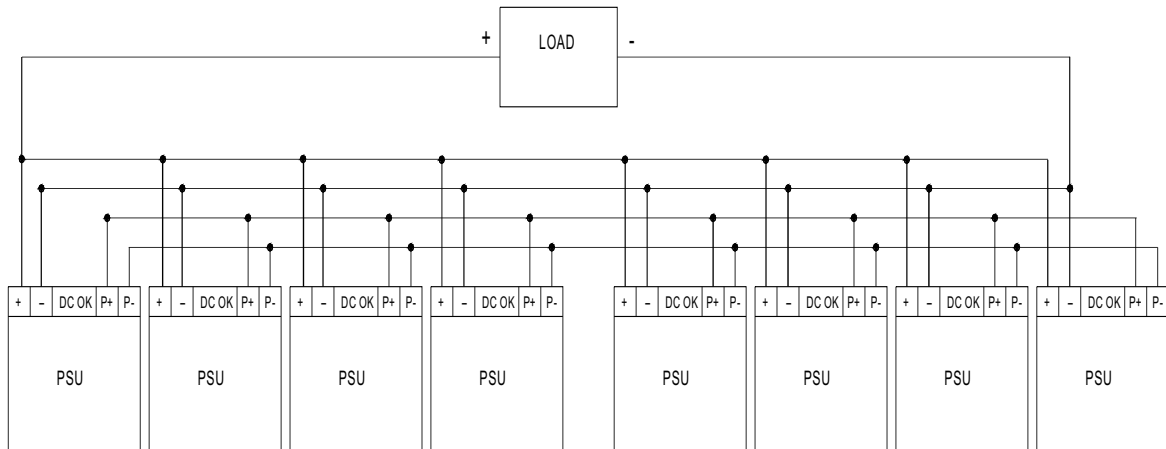 + LOAD -
+ – DC OK P+ P- + – DC OK P+ P- + – DC OK P+ P- + – DC OK P+ P- + – DC OK P+ P- + – DC OK P+ P- + – DC OK P+ P- + – DC OK P+ P-
PSU PSU PSU PSU PSU PSU PSU PSU